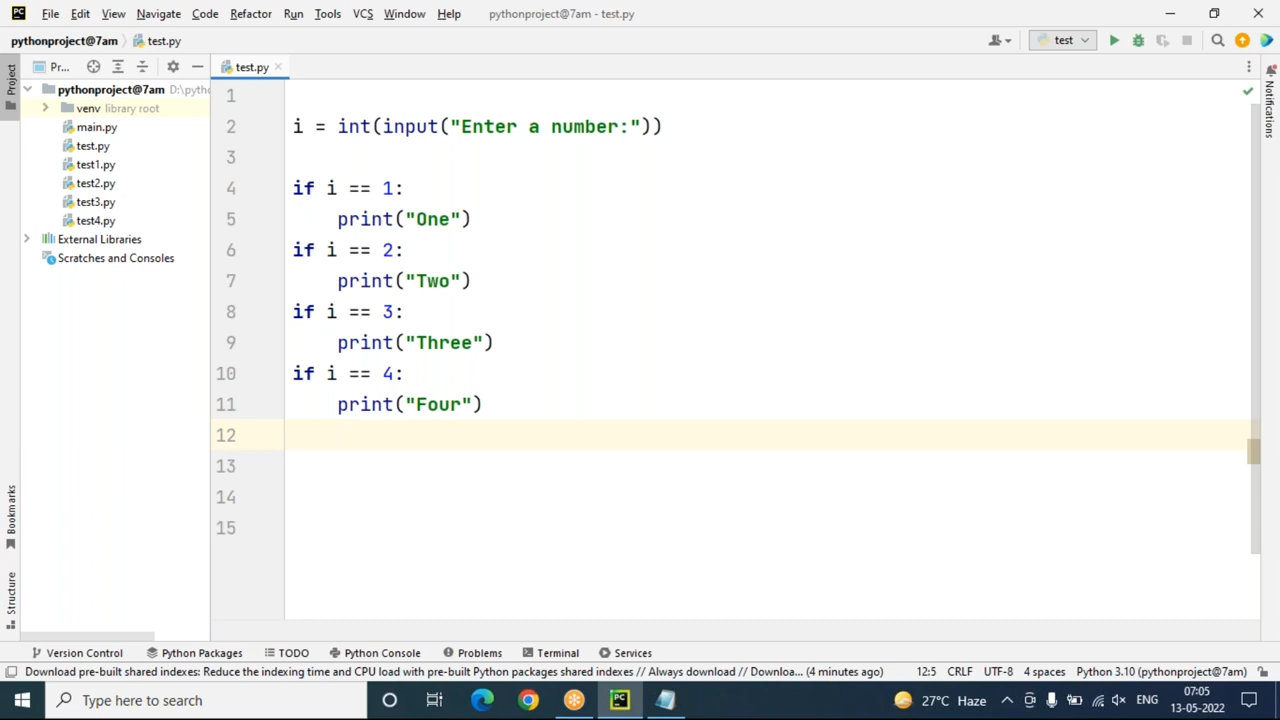 PC File Edit View Navigate Code Refactor Run Tools VCS Window Help pythonproject@7am - test.py
pythonproject@7am test.py test
Project Pr... test.py Notifications
pythonproject@7am D:\pytho
venv library root
main.py
test.py
test1.py
test2.py
test3.py
test4.py
External Libraries
Scratches and Consoles
1
2 i = int(input("Enter a number:"))
3
4 if i == 1:
5     print("One")
6 if i == 2:
7     print("Two")
8 if i == 3:
9     print("Three")
10 if i == 4:
11     print("Four")
12
13
14
15
Bookmarks
Structure
Version Control Python Packages TODO Python Console Problems Terminal Services
Download pre-built shared indexes: Reduce the indexing time and CPU load with pre-built Python packages shared indexes // Always download // Downloa... (4 minutes ago) 12:5 CRLF UTF-8 4 spaces Python 3.10 (pythonproject@7am)
Type here to search PC 27°C Haze ENG 07:05
13-05-2022